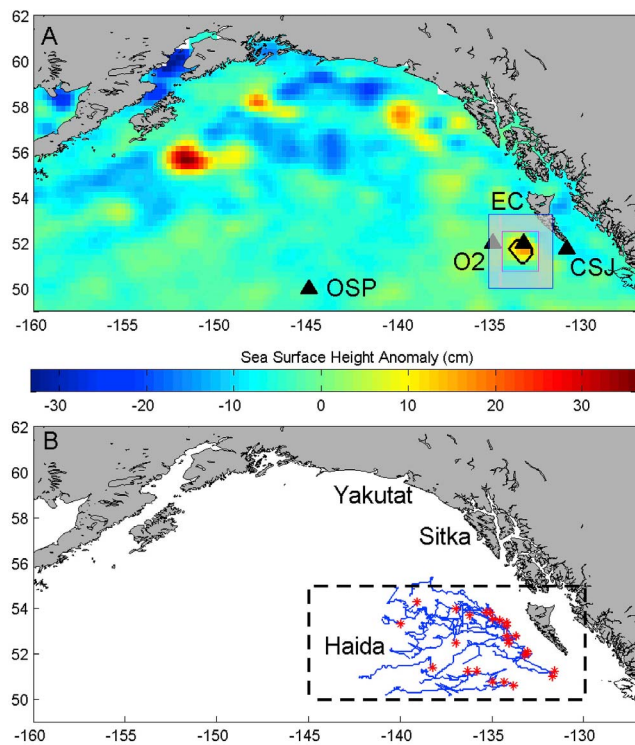 62
A
60
58
56
54
EC
52
O2
CSJ
50
OSP
-160 -155 -150 -145 -140 -135 -130
Sea Surface Height Anomaly (cm)
-30 -20 -10 0 10 20 30
62
B
60
Yakutat
58
Sitka
56
54
Haida
52
50
-160 -155 -150 -145 -140 -135 -130